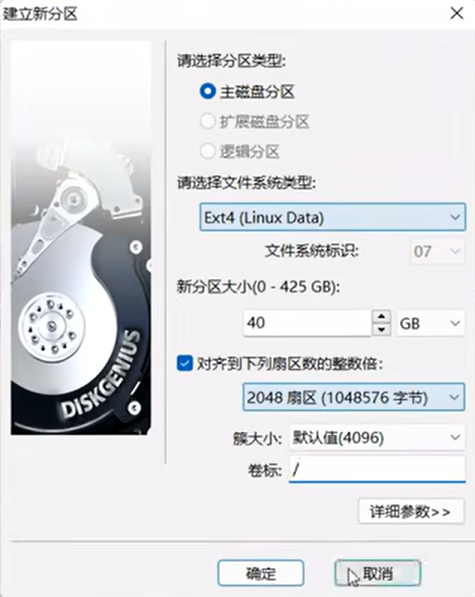 建立新分区
请选择分区类型:
主磁盘分区
扩展磁盘分区
逻辑分区
请选择文件系统类型:
Ext4 (Linux Data)
文件系统标识: 07
新分区大小(0 - 425 GB):
40 GB
对齐到下列扇区数的整数倍:
2048 扇区 (1048576 字节)
簇大小: 默认值(4096)
卷标: /
DISKGENIUS
详细参数>>
确定 取消